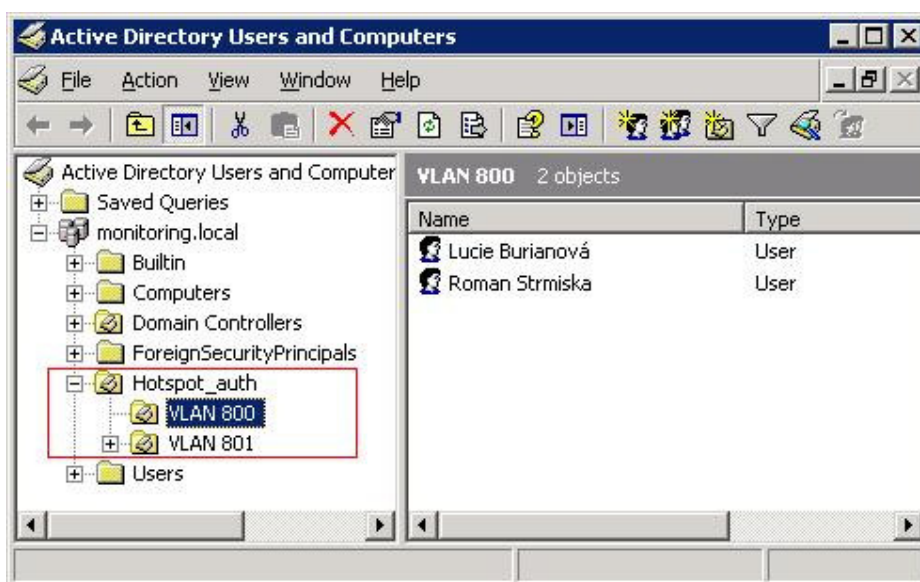 Active Directory Users and Computers
File Action View Window Help
Active Directory Users and Computer
Saved Queries
monitoring.local
Builtin
Computers
Domain Controllers
ForeignSecurityPrincipals
Hotspot_auth
VLAN 800
VLAN 801
Users
VLAN 800 2 objects
Name Type
Lucie Burianová User
Roman Strmiska User